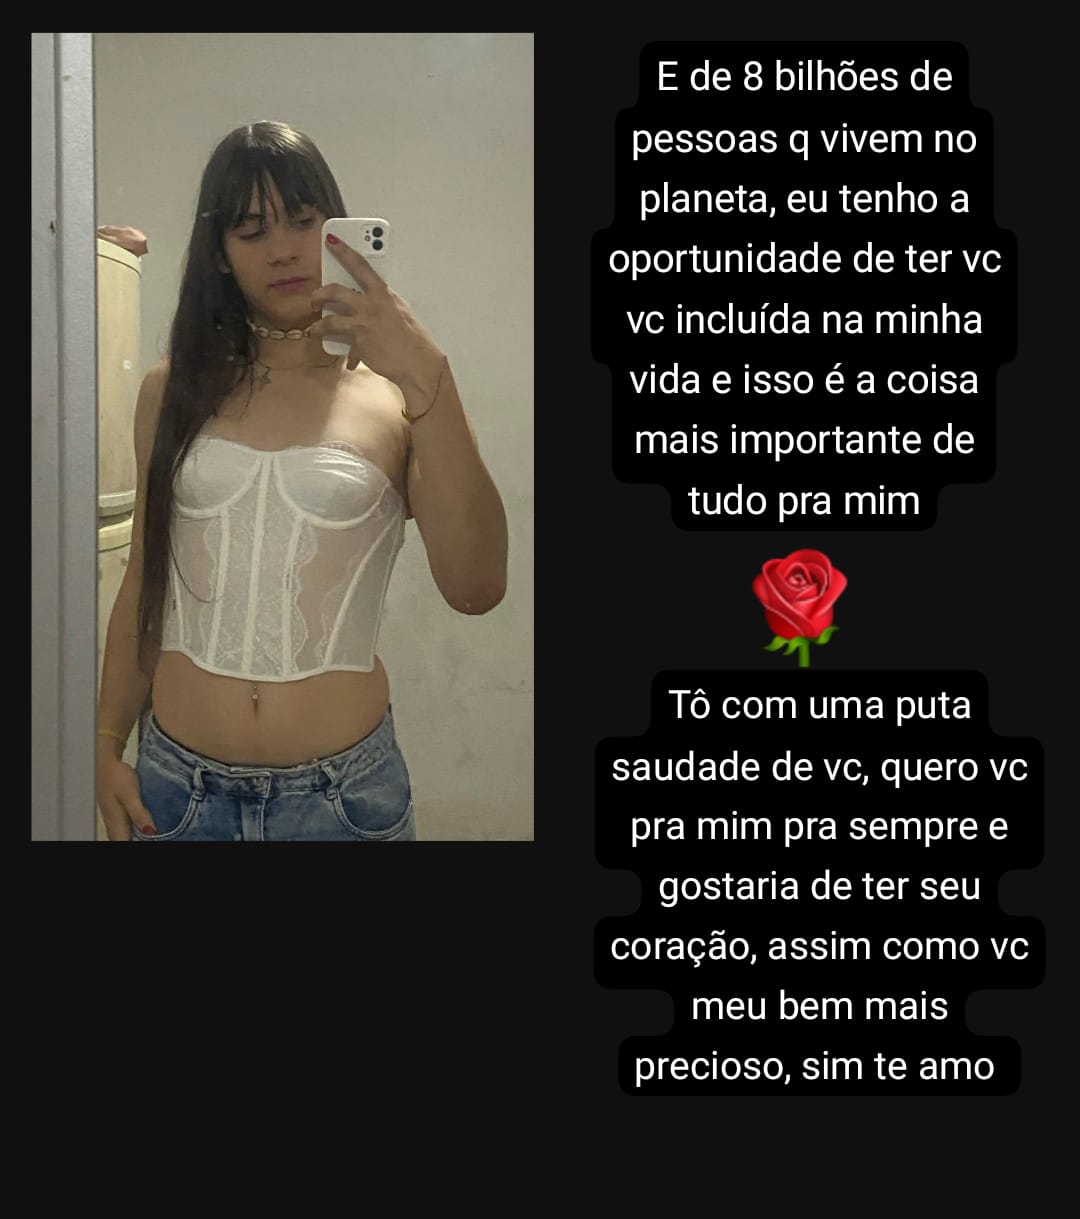 E de 8 bilhões de
pessoas q vivem no
planeta, eu tenho a
oportunidade de ter vc
vc incluída na minha
vida e isso é a coisa
mais importante de
tudo pra mim
Tô com uma puta
saudade de vc, quero vc
pra mim pra sempre e
gostaria de ter seu
coração, assim como vc
meu bem mais
precioso, sim te amo